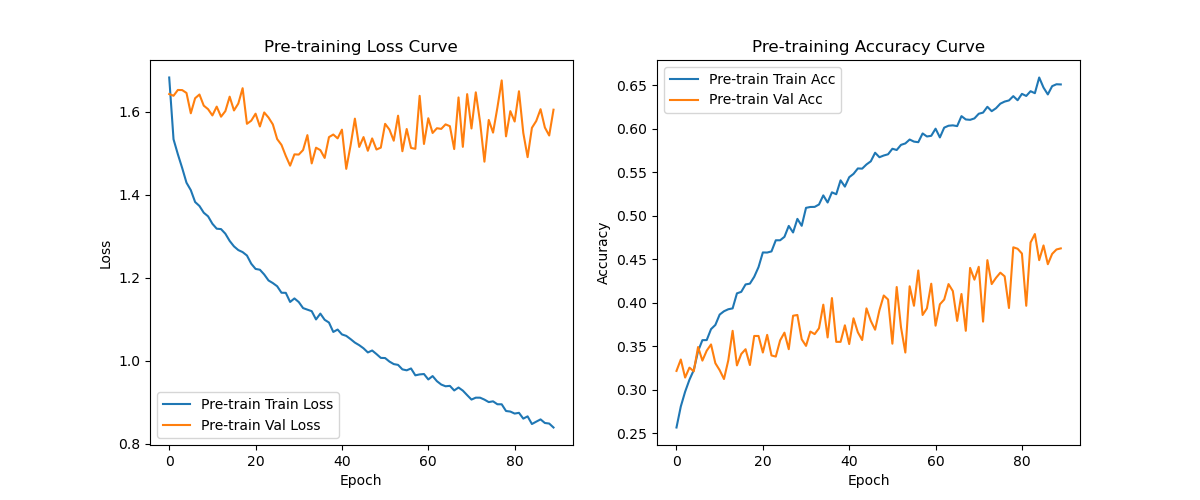 Pre-training Loss Curve
Loss
1.6
1.4
1.2
1.0
0.8
Pre-train Train Loss
Pre-train Val Loss
0 20 40 60 80
Epoch
Pre-training Accuracy Curve
Accuracy
0.65
0.60
0.55
0.50
0.45
0.40
0.35
0.30
0.25
Pre-train Train Acc
Pre-train Val Acc
0 20 40 60 80
Epoch